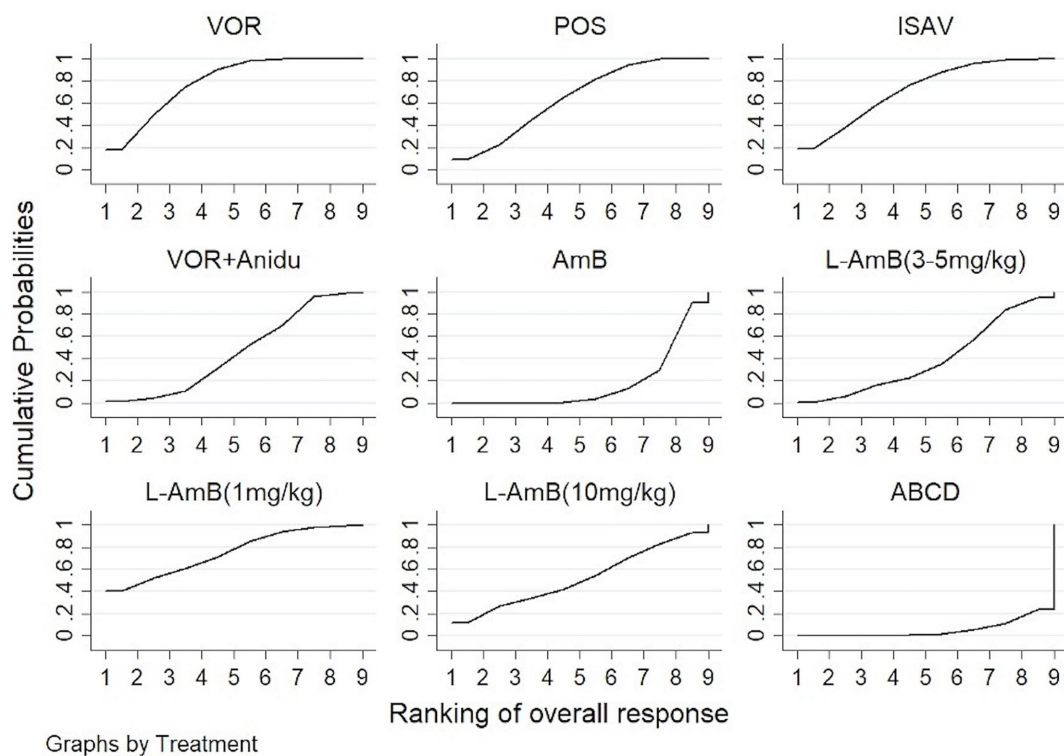 VOR POS ISAV
0 .2 .4 .6 .8 1
1 2 3 4 5 6 7 8 9
0 .2 .4 .6 .8 1
1 2 3 4 5 6 7 8 9
0 .2 .4 .6 .8 1
1 2 3 4 5 6 7 8 9
Cumulative Probabilities
VOR+Anidu AmB L-AmB(3-5mg/kg)
0 .2 .4 .6 .8 1
1 2 3 4 5 6 7 8 9
0 .2 .4 .6 .8 1
1 2 3 4 5 6 7 8 9
0 .2 .4 .6 .8 1
1 2 3 4 5 6 7 8 9
L-AmB(1mg/kg) L-AmB(10mg/kg) ABCD
0 .2 .4 .6 .8 1
1 2 3 4 5 6 7 8 9
0 .2 .4 .6 .8 1
1 2 3 4 5 6 7 8 9
0 .2 .4 .6 .8 1
1 2 3 4 5 6 7 8 9
Ranking of overall response
Graphs by Treatment